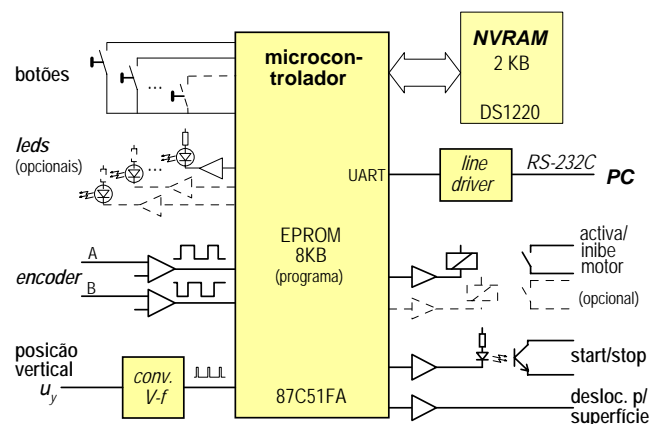 botões
...
leds
(opcionais)
...
A
encoder
B
posicão
vertical
uy
conv.
V-f
microcon-
trolador
UART
EPROM
8KB
(programa)
87C51FA
NVRAM
2 KB
DS1220
line
driver
RS-232C
PC
activa/
inibe
motor
(opcional)
start/stop
desloc. p/
superfície